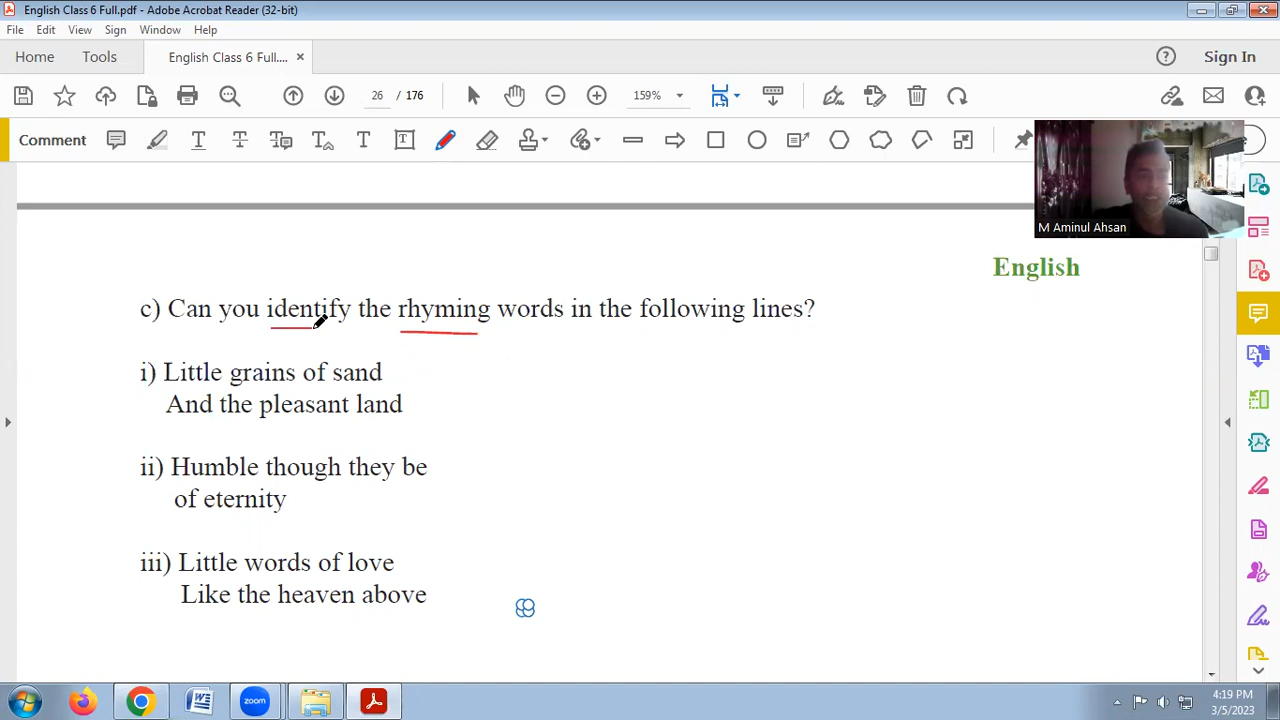 English Class 6 Full.pdf - Adobe Acrobat Reader (32-bit)
File Edit View Sign Window Help
Home Tools English Class 6 Full.... × Sign In
26 / 176 159%
Comment
M Aminul Ahsan
English
c) Can you identify the rhyming words in the following lines?
i) Little grains of sand
And the pleasant land
ii) Humble though they be
of eternity
iii) Little words of love
Like the heaven above
zoom
4:19 PM
3/5/2023